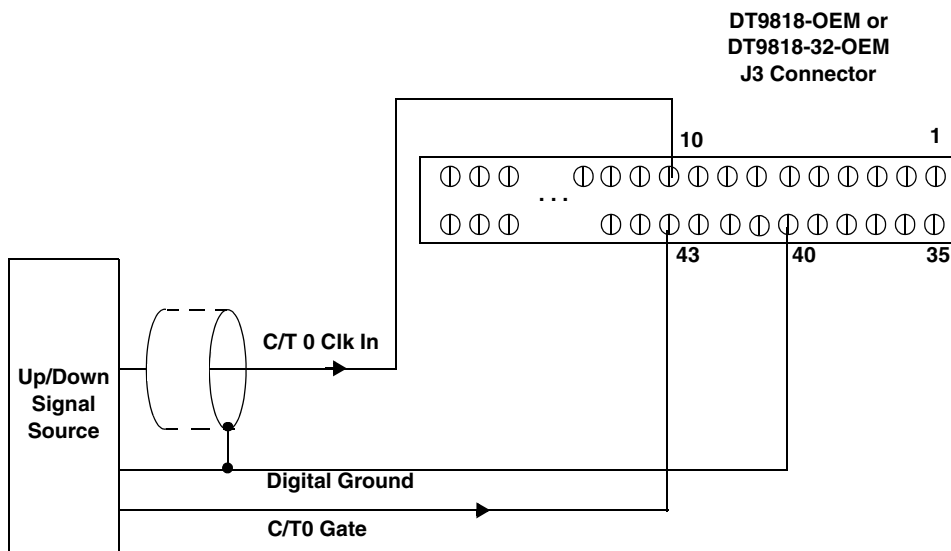 DT9818-OEM or
DT9818-32-OEM
J3 Connector
10
1
. . .
43
40
35
C/T 0 Clk In
Up/Down
Signal
Source
Digital Ground
C/T0 Gate